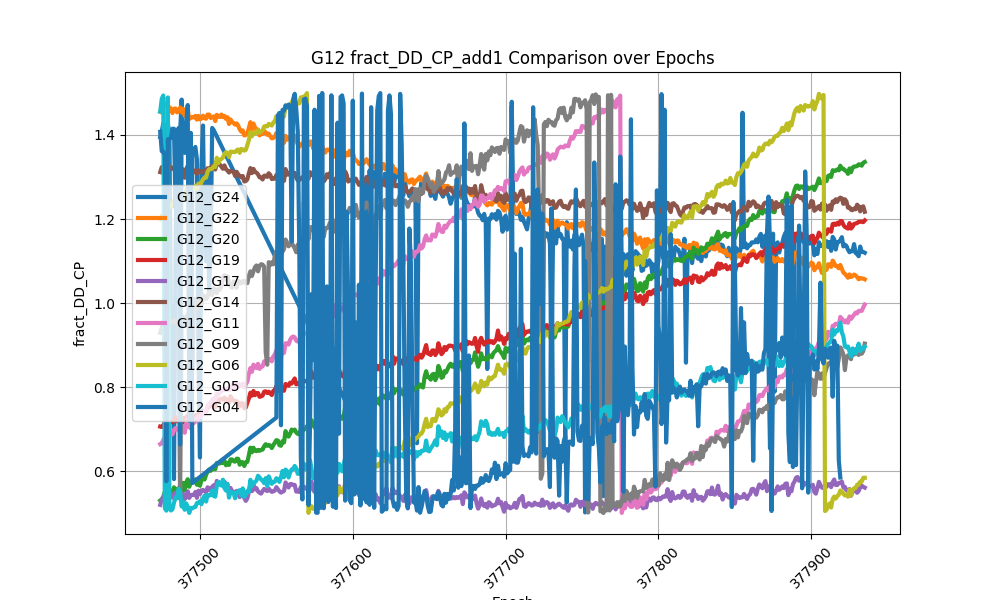 G12 fract_DD_CP_add1 Comparison over Epochs
fract_DD_CP
1.4
1.2
1.0
0.8
0.6
G12_G24
G12_G22
G12_G20
G12_G19
G12_G17
G12_G14
G12_G11
G12_G09
G12_G06
G12_G05
G12_G04
377500
377600
377700
377800
377900
Epoch